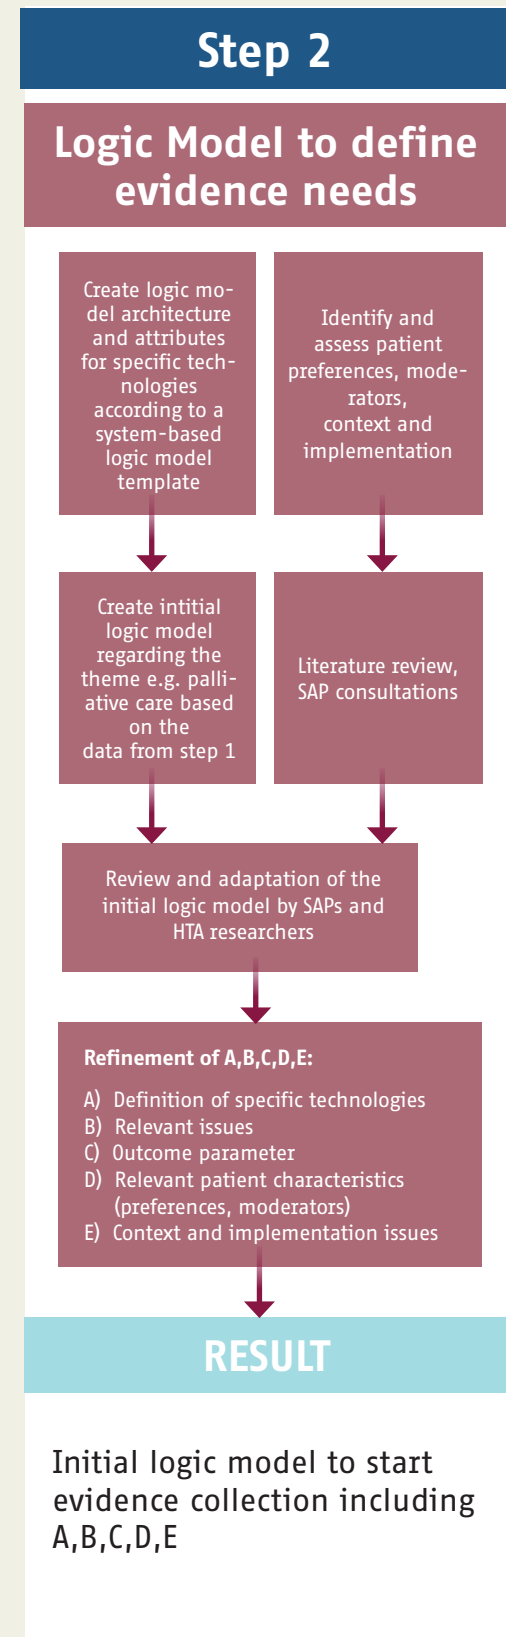 Step 2
Logic Model to define
evidence needs
Create logic mo-
del architecture
and attributes
for specific tech-
nologies
according to a
system-based
logic model
template
Identify and
assess patient
preferences, mode-
rators,
context and
implementation
Create intitial
logic model
regarding the
theme e.g. palli-
ative care based
on the
data from step 1
Literature review,
SAP consultations
Review and adaptation of the
initial logic model by SAPs and
HTA researchers
Refinement of A,B,C,D,E:
A) Definition of specific technologies
B) Relevant issues
C) Outcome parameter
D) Relevant patient characteristics
(preferences, moderators)
E) Context and implementation issues
RESULT
Initial logic model to start
evidence collection including
A,B,C,D,E